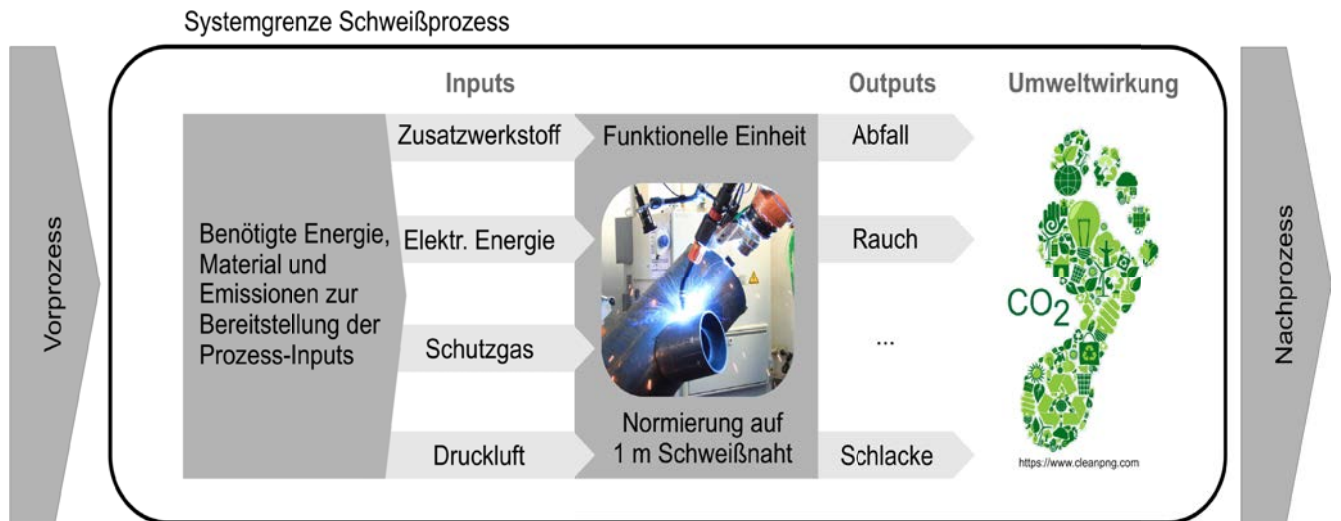 Systemgrenze Schweißprozess
Vorprozess
Inputs
Outputs
Umweltwirkung
Benötigte Energie,
Material und
Emissionen zur
Bereitstellung der
Prozess-Inputs
Zusatzwerkstoff
Elektr. Energie
Schutzgas
Druckluft
Funktionelle Einheit
Normierung auf
1 m Schweißnaht
Abfall
Rauch
...
Schlacke
CO2
https://www.cleanpng.com
Nachprozess